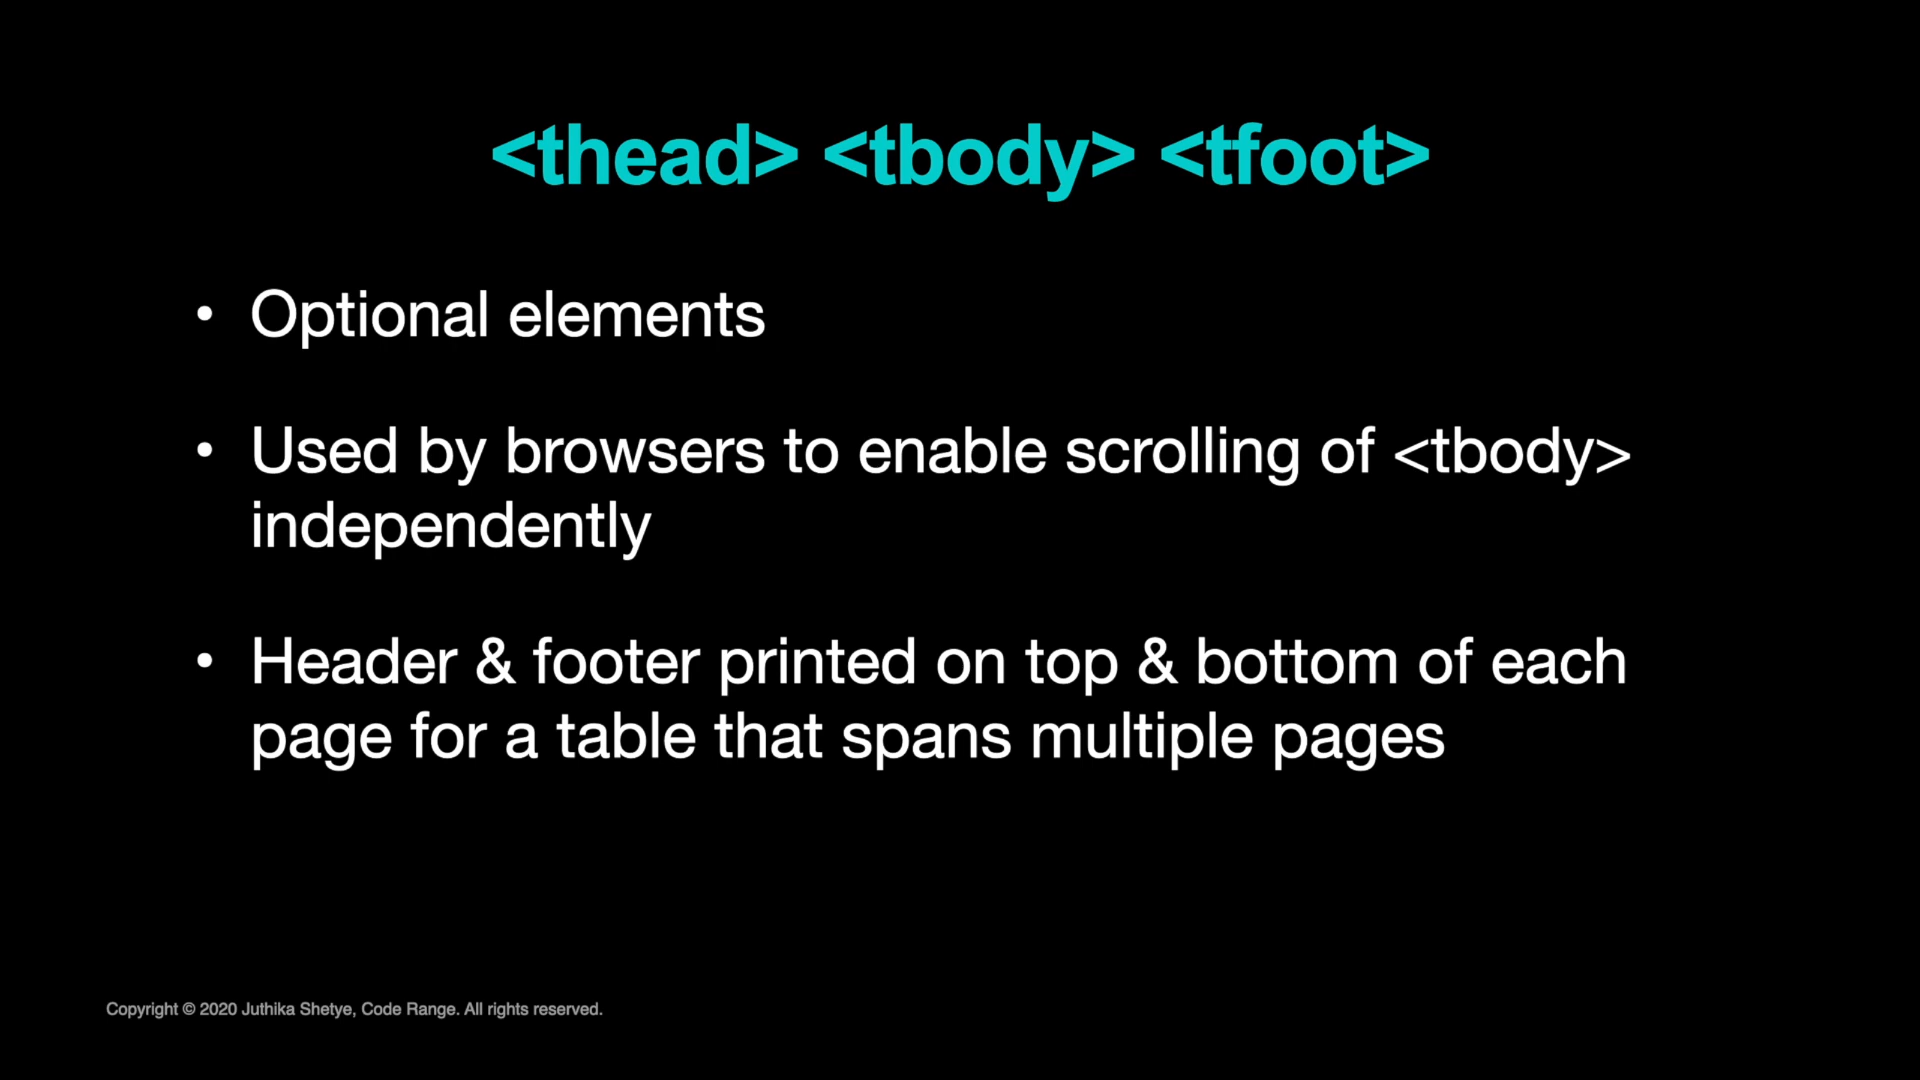 <thead> <tbody> <tfoot>
• Optional elements
• Used by browsers to enable scrolling of <tbody>
independently
• Header & footer printed on top & bottom of each
page for a table that spans multiple pages
Copyright © 2020 Juthika Shetye, Code Range. All rights reserved.